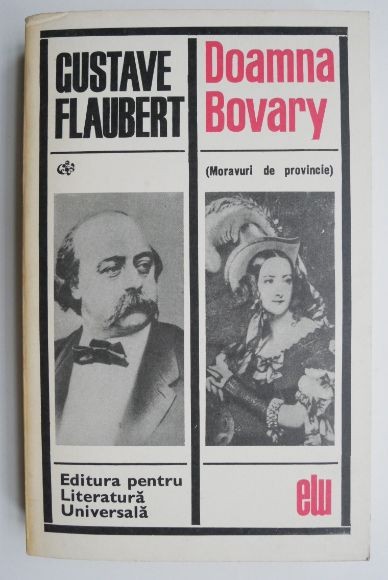 GUSTAVE
FLAUBERT
Doamna
Bovary
(Moravuri de provincie)
Editura pentru
Literatură
Universală
elu